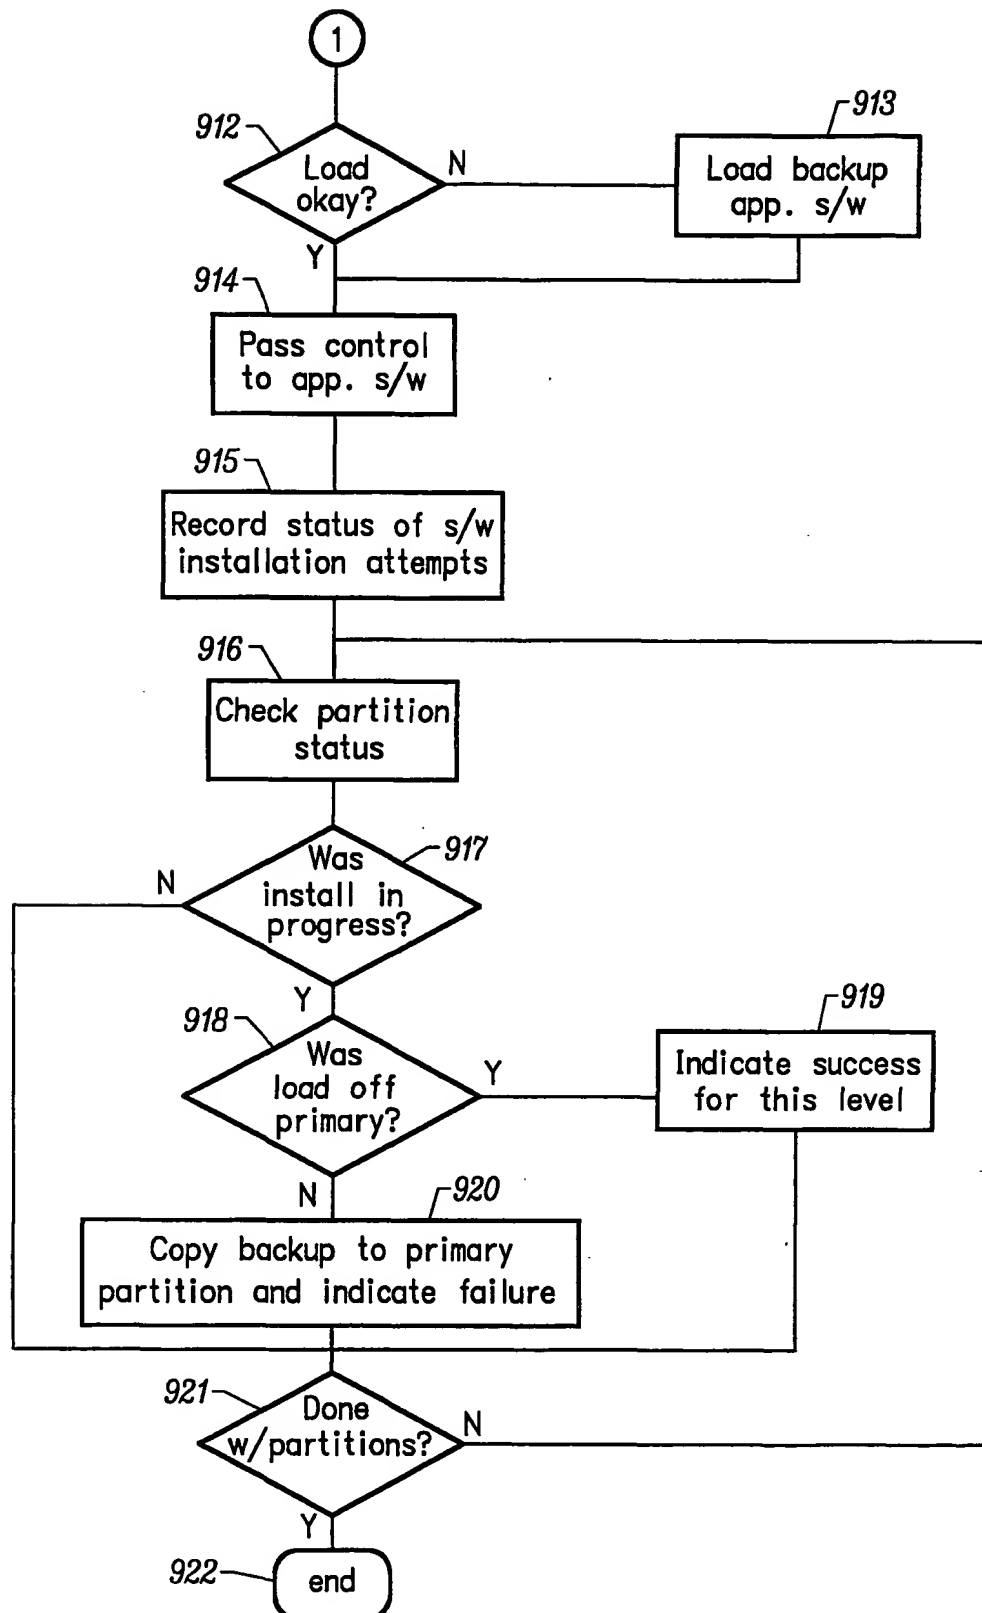 1
912
Load
okay?
N
913
Load backup
app. s/w
Y
914
Pass control
to app. s/w
915
Record status of s/w
installation attempts
916
Check partition
status
917
Was
install in
progress?
N
Y
918
Was
load off
primary?
Y
919
Indicate success
for this level
N
920
Copy backup to primary
partition and indicate failure
921
Done
w/partitions?
N
Y
922
end